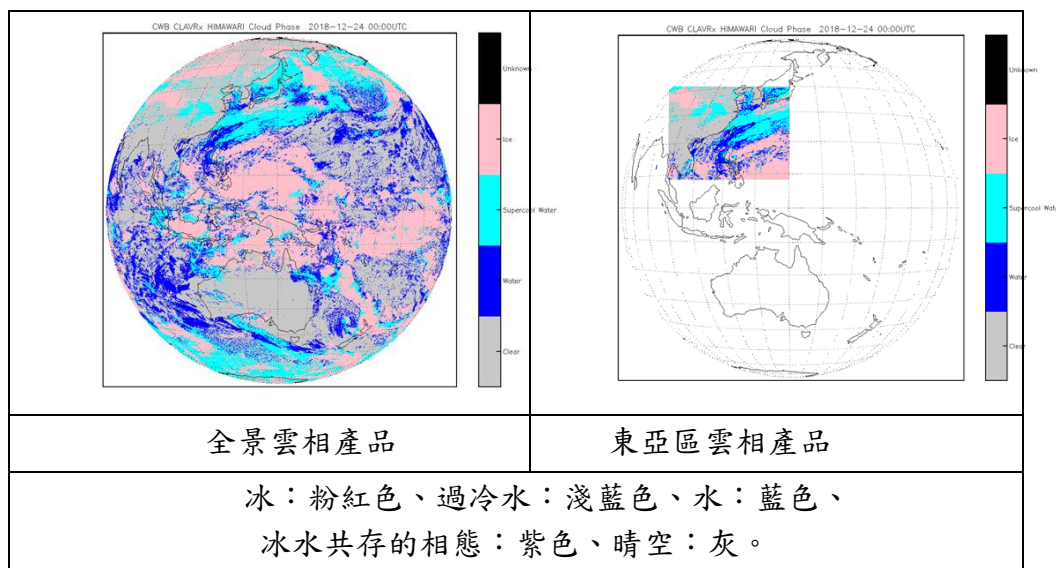 CWB CLAVRx HIMAWARI Cloud Phase 2018-12-24 00:00UTC
Unknown
Ice
Supercool Water
Water
Clear
CWB CLAVRx HIMAWARI Cloud Phase 2018-12-24 00:00UTC
Unknown
Ice
Supercool Wat
Water
Clear
全景雲相產品
東亞區雲相產品
冰：粉紅色、過冷水：淺藍色、水：藍色、
冰水共存的相態：紫色、晴空：灰。